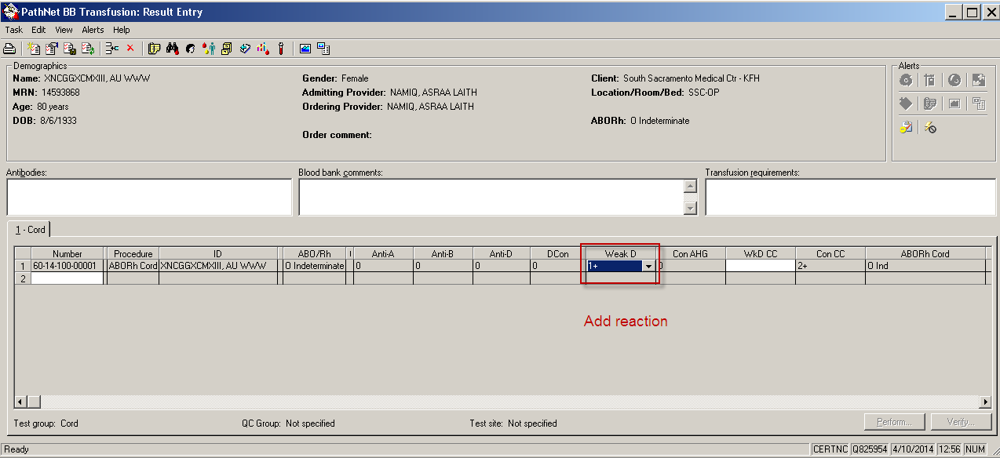 PathNet BB Transfusion: Result Entry
Task Edit View Alerts Help
Demographics
Name: XNCGGXCMXIII, AU WWW
MRN: 14593868
Age: 80 years
DOB: 8/6/1933
Gender: Female
Admitting Provider: NAMIQ, ASRAA LAITH
Ordering Provider: NAMIQ, ASRAA LAITH
Order comment:
Client: South Sacramento Medical Ctr - KFH
Location/Room/Bed: SSC-OP
ABORh: O Indeterminate
Alerts
Antibodies:
Blood bank comments:
Transfusion requirements:
1 - Cord
Number Procedure ID ABO/Rh Anti-A Anti-B Anti-D DCon Weak D Con AHG WkD CC Con CC ABORh Cord
1 60-14-100-00001 ABORh Cord XNCGGXCMXIII, AU WWW O Indeterminate 0 0 0 0 1+ 0 2+ O Ind
2
Add reaction
Test group: Cord QC Group: Not specified Test site: Not specified
Perform... Verify...
Ready CERTNC Q825954 4/10/2014 12:56 NUM